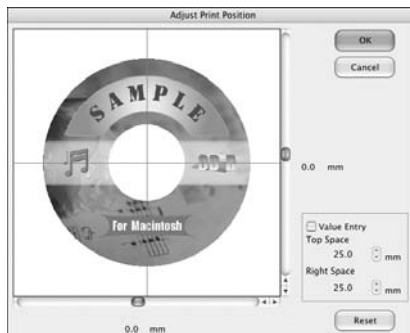 Adjust Print Position
OK
Cancel
SAMPLE
CD-R
For Macintosh
0.0 mm
Value Entry
Top Space
25.0 mm
Right Space
25.0 mm
Reset
0.0 mm